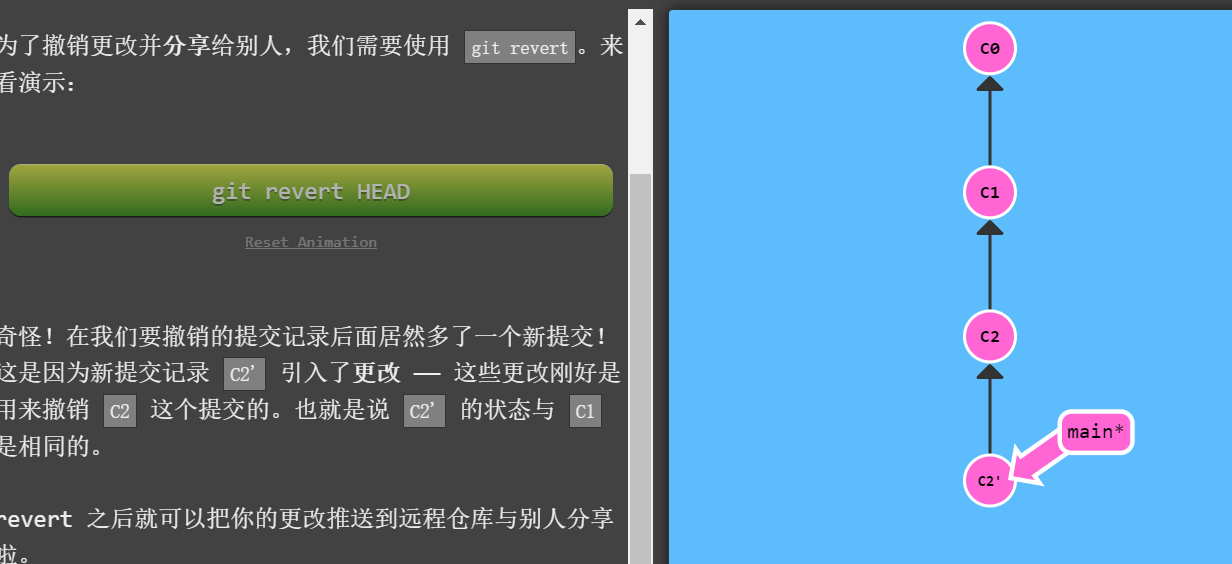 为了撤销更改并分享给别人，我们需要使用 git revert。来
看演示：
git revert HEAD
Reset Animation
奇怪！在我们要撤销的提交记录后面居然多了一个新提交！
这是因为新提交记录 C2' 引入了更改 —— 这些更改刚好是
用来撤销 C2 这个提交的。也就是说 C2' 的状态与 C1
是相同的。
revert 之后就可以把你的更改推送到远程仓库与别人分享
啦。
C0
C1
C2
main*
C2'